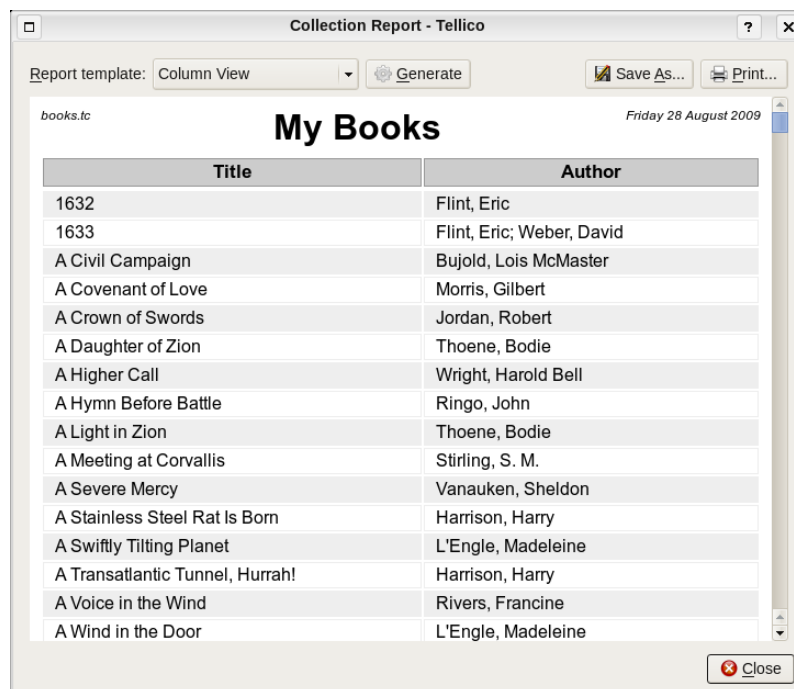 Collection Report - Tellico
?
Report template: Column View Generate Save As... Print...
books.tc My Books Friday 28 August 2009
Title Author
1632 Flint, Eric
1633 Flint, Eric; Weber, David
A Civil Campaign Bujold, Lois McMaster
A Covenant of Love Morris, Gilbert
A Crown of Swords Jordan, Robert
A Daughter of Zion Thoene, Bodie
A Higher Call Wright, Harold Bell
A Hymn Before Battle Ringo, John
A Light in Zion Thoene, Bodie
A Meeting at Corvallis Stirling, S. M.
A Severe Mercy Vanauken, Sheldon
A Stainless Steel Rat Is Born Harrison, Harry
A Swiftly Tilting Planet L'Engle, Madeleine
A Transatlantic Tunnel, Hurrah! Harrison, Harry
A Voice in the Wind Rivers, Francine
A Wind in the Door L'Engle, Madeleine
Close